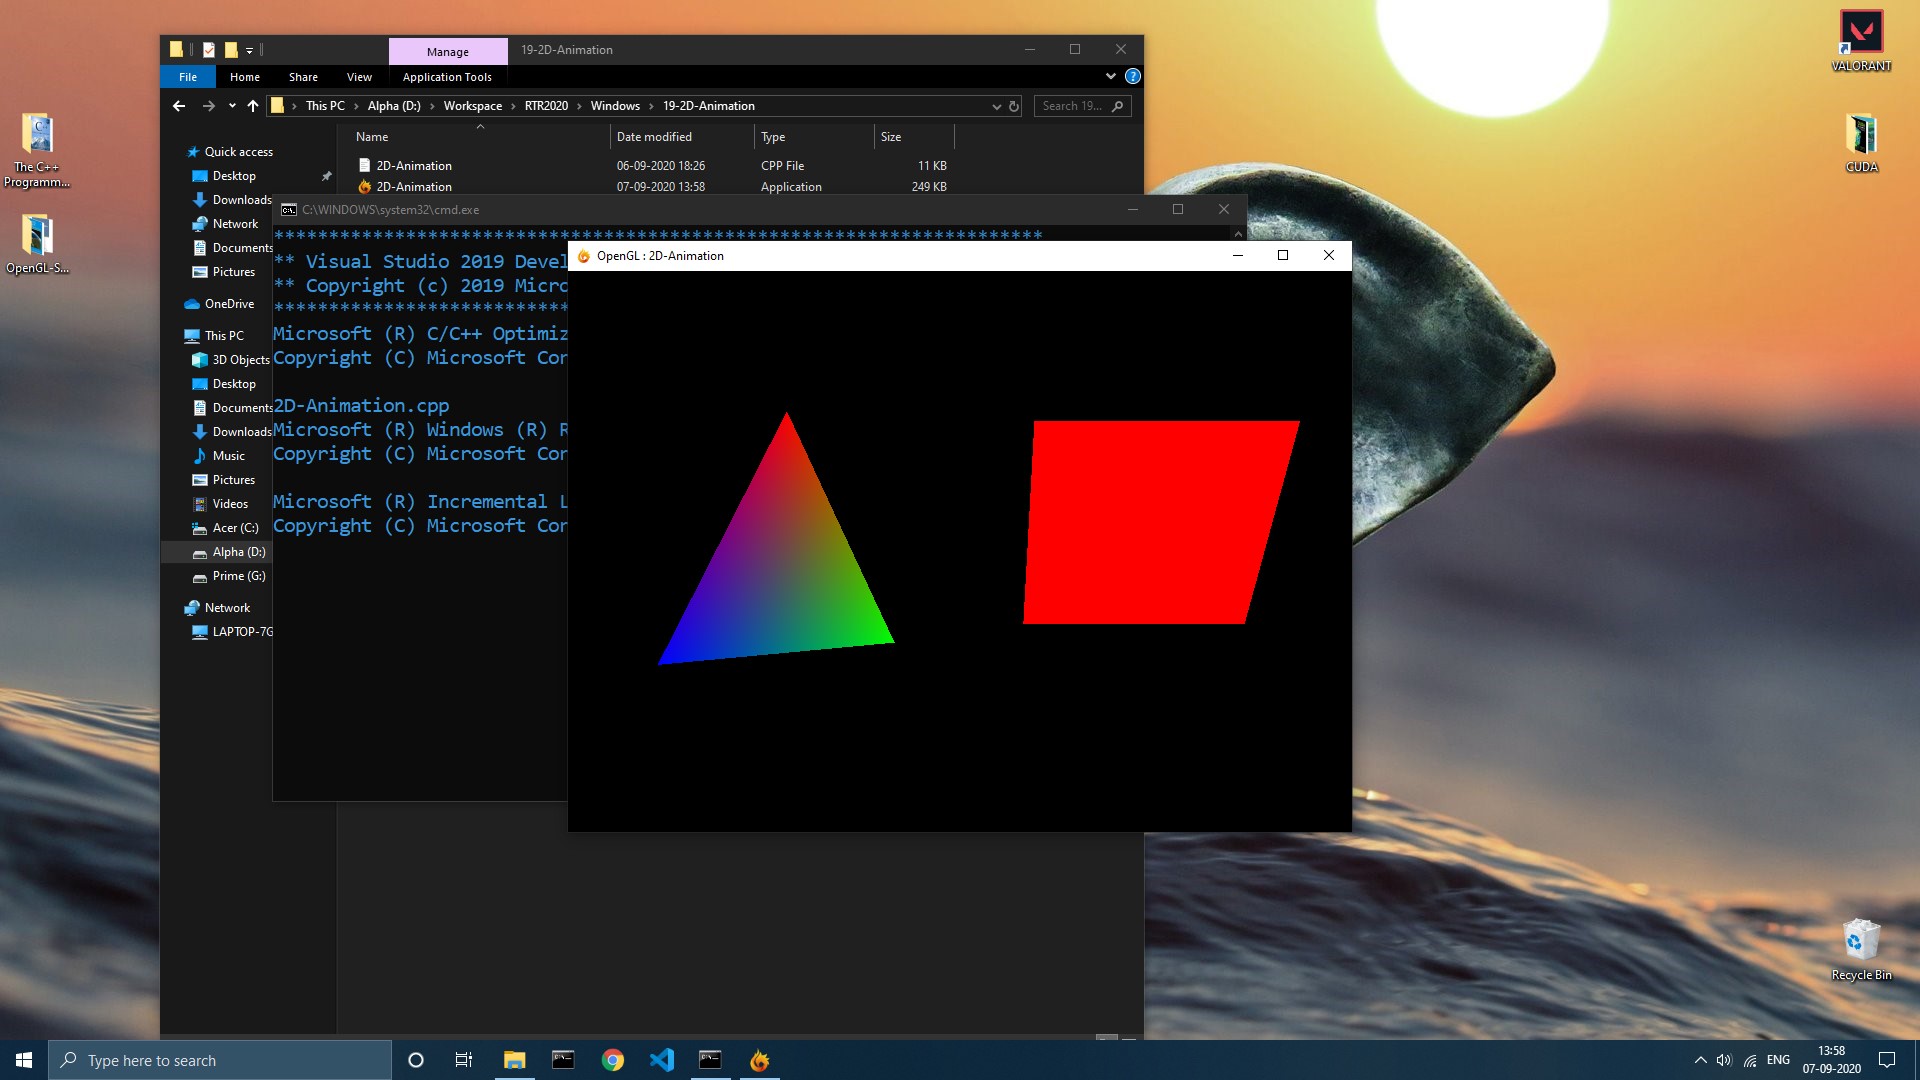 VALORANT
CUDA
Recycle Bin
The C++
Programm...
OpenGL-S...
Manage
19-2D-Animation
File
Home
Share
View
Application Tools
This PC
Alpha (D:)
Workspace
RTR2020
Windows
19-2D-Animation
Search 19...
Name
Date modified
Type
Size
2D-Animation
06-09-2020 18:26
CPP File
11 KB
2D-Animation
07-09-2020 13:58
Application
249 KB
Quick access
Desktop
Downloads
Network
Documents
Pictures
OneDrive
This PC
3D Objects
Desktop
Documents
Downloads
Music
Pictures
Videos
Acer (C:)
Alpha (D:)
Prime (G:)
Network
LAPTOP-7G
C:\WINDOWS\system32\cmd.exe
**********************************************************************
** Visual Studio 2019 Devel
** Copyright (c) 2019 Micro
***************************
Microsoft (R) C/C++ Optimiz
Copyright (C) Microsoft Cor
2D-Animation.cpp
Microsoft (R) Windows (R) R
Copyright (C) Microsoft Cor
Microsoft (R) Incremental L
Copyright (C) Microsoft Cor
OpenGL : 2D-Animation
Type here to search
ENG
13:58
07-09-2020